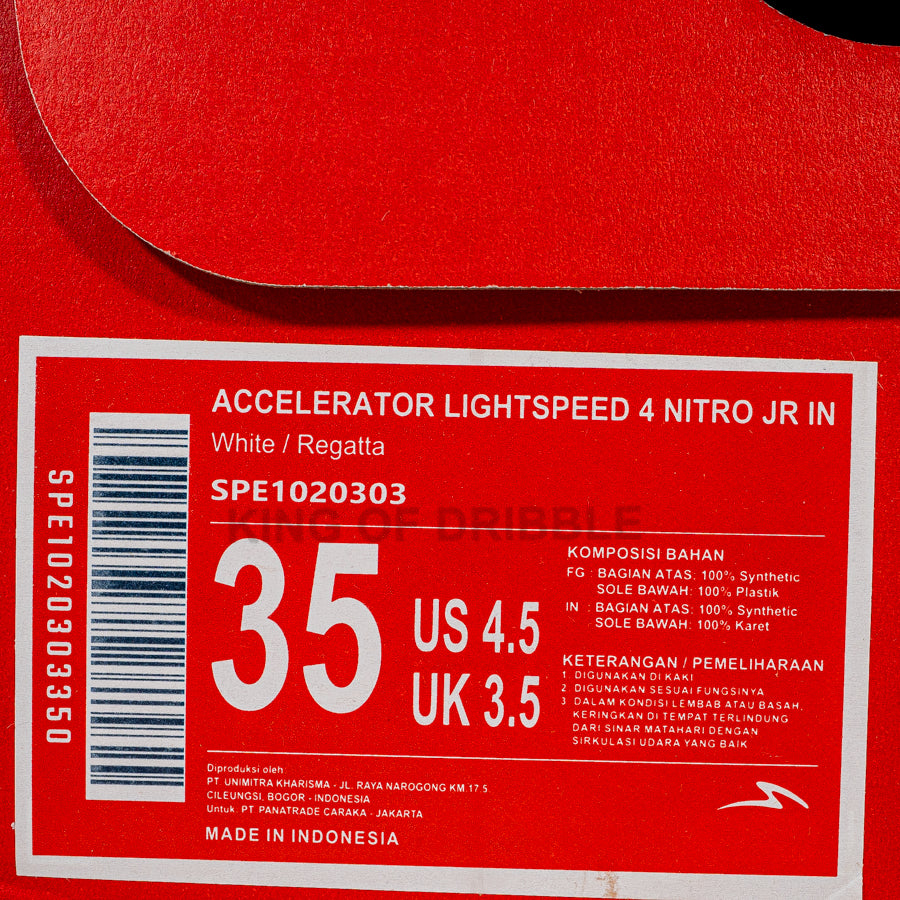 ACCELERATOR LIGHTSPEED 4 NITRO JR IN
White / Regatta
SPE1020303
KING OF DRIBBLE
SPE1020303350
35
US 4.5
UK 3.5
KOMPOSISI BAHAN
FG : BAGIAN ATAS: 100% Synthetic
SOLE BAWAH: 100% Plastik
IN : BAGIAN ATAS: 100% Synthetic
SOLE BAWAH: 100% Karet
KETERANGAN / PEMELIHARAAN
1. DIGUNAKAN DI KAKI
2. DIGUNAKAN SESUAI FUNGSINYA
3 DALAM KONDISI LEMBAB ATAU BASAH,
KERINGKAN DI TEMPAT TERLINDUNG
DARI SINAR MATAHARI DENGAN
SIRKULASI UDARA YANG BAIK
Diproduksi oleh
PT. UNIMITRA KHARISMA - JL. RAYA NAROGONG KM.17.5.
CILEUNGSI, BOGOR - INDONESIA
Untuk. PT. PANATRADE CARAKA - JAKARTA
MADE IN INDONESIA